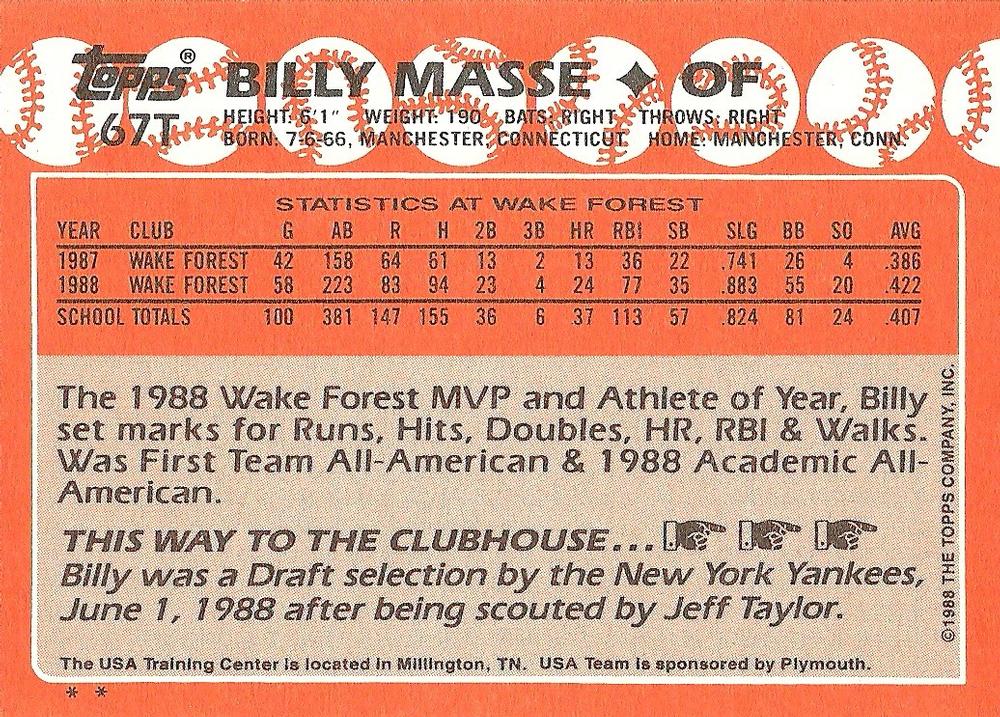 Topps® BILLY MASSE ♦ OF
67T
HEIGHT: 6'1" WEIGHT: 190 BATS: RIGHT THROWS: RIGHT
BORN: 7-6-66, MANCHESTER, CONNECTICUT HOME: MANCHESTER, CONN.
STATISTICS AT WAKE FOREST
YEAR CLUB G AB R H 2B 3B HR RBI SB SLG BB SO AVG
1987 WAKE FOREST 42 158 64 61 13 2 13 36 22 .741 26 4 .386
1988 WAKE FOREST 58 223 83 94 23 4 24 77 35 .883 55 20 .422
SCHOOL TOTALS 100 381 147 155 36 6 37 113 57 .824 81 24 .407
The 1988 Wake Forest MVP and Athlete of Year, Billy
set marks for Runs, Hits, Doubles, HR, RBI & Walks.
Was First Team All-American & 1988 Academic All-
American.
THIS WAY TO THE CLUBHOUSE...
Billy was a Draft selection by the New York Yankees,
June 1, 1988 after being scouted by Jeff Taylor.
The USA Training Center is located in Millington, TN. USA Team is sponsored by Plymouth.
©1988 THE TOPPS COMPANY, INC.
* *